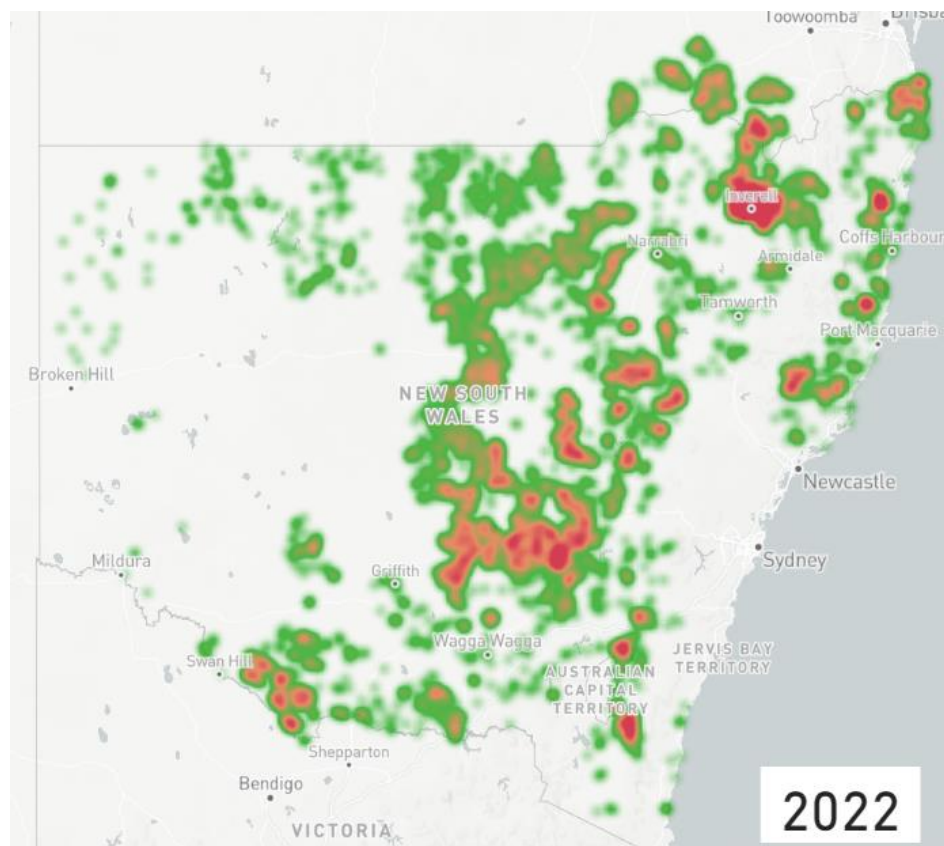 Toowoomba
Brisba
Inverell
Narrabri
Armidale
Coffs Harbour
Tamworth
Port Macquarie
Broken Hill
NEW SOUTH
WALES
Newcastle
Sydney
Mildura
Griffith
Wagga Wagga
JERVIS BAY
TERRITORY
Swan Hill
AUSTRALIAN
CAPITAL
TERRITORY
Shepparton
Bendigo
VICTORIA
2022